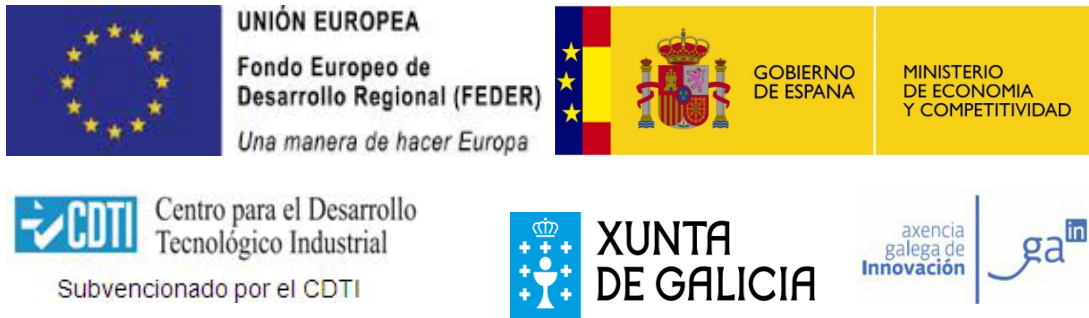 UNIÓN EUROPEA
Fondo Europeo de
Desarrollo Regional (FEDER)
Una manera de hacer Europa
GOBIERNO
DE ESPANA
MINISTERIO
DE ECONOMIA
Y COMPETITIVIDAD
CDTI
Centro para el Desarrollo
Tecnológico Industrial
Subvencionado por el CDTI
XUNTA
DE GALICIA
axencia
galega de
Innovación
gain